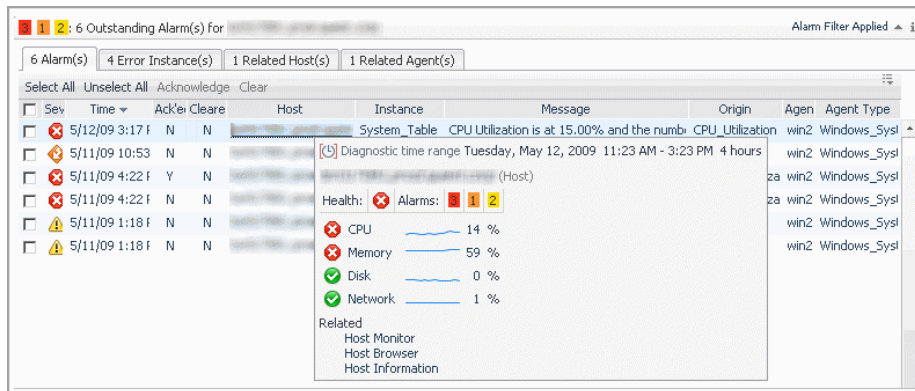 3 1 2 : 6 Outstanding Alarm(s) for
Alarm Filter Applied
6 Alarm(s) 4 Error Instance(s) 1 Related Host(s) 1 Related Agent(s)
Select All Unselect All Acknowledge Clear
Sev Time Ack'e Cleare Host Instance Message Origin Agen Agent Type
5/12/09 3:17 F N N System_Table CPU Utilization is at 15.00% and the numb CPU_Utilization win2 Windows_Sysl
5/11/09 10:53 N N win2 Windows_Sysl
5/11/09 4:22 F Y N za win2 Windows_Sysl
5/11/09 4:22 F N N za win2 Windows_Sysl
5/11/09 1:18 F N N win2 Windows_Sysl
5/11/09 1:18 F N N win2 Windows_Sysl
Diagnostic time range Tuesday, May 12, 2009 11:23 AM - 3:23 PM 4 hours
(Host)
Health: Alarms: 3 1 2
CPU 14 %
Memory 59 %
Disk 0 %
Network 1 %
Related
Host Monitor
Host Browser
Host Information